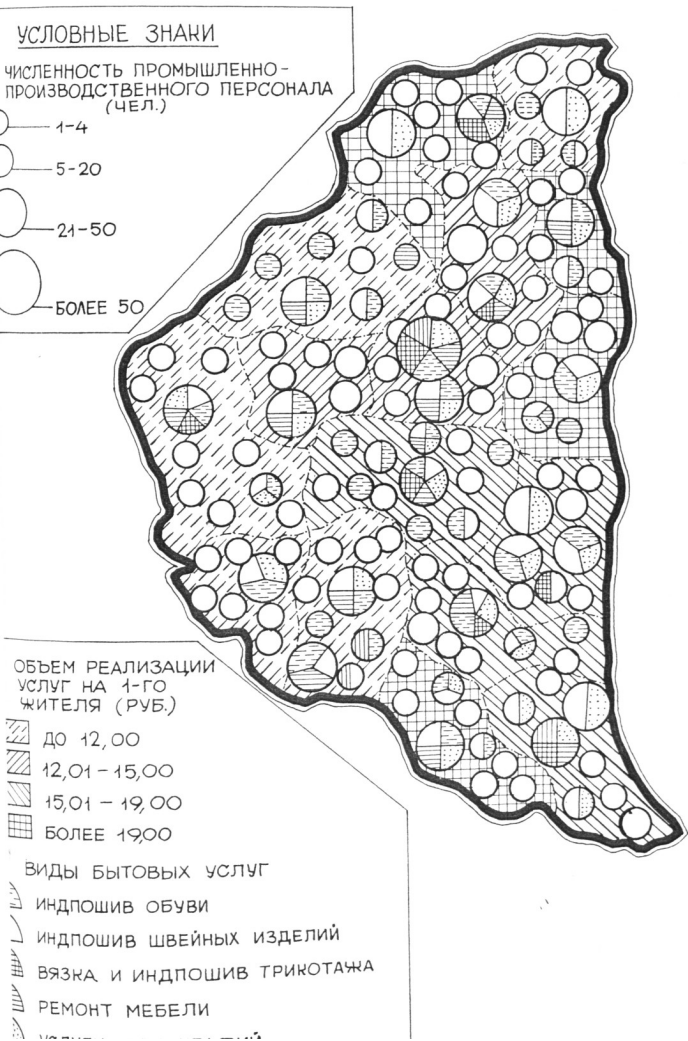 УСЛОВНЫЕ ЗНАКИ
ЧИСЛЕННОСТЬ ПРОМЫШЛЕННО-
ПРОИЗВОДСТВЕННОГО ПЕРСОНАЛА
(ЧЕЛ.)
1-4
5-20
21-50
БОЛЕЕ 50
ОБЪЕМ РЕАЛИЗАЦИИ
УСЛУГ НА 1-ГО
ЖИТЕЛЯ (РУБ.)
ДО 12,00
12,01-15,00
15,01-19,00
БОЛЕЕ 19,00
ВИДЫ БЫТОВЫХ УСЛУГ
ИНДПОШИВ ОБУВИ
ИНДПОШИВ ШВЕЙНЫХ ИЗДЕЛИЙ
ВЯЗКА И ИНДПОШИВ ТРИКОТАЖА
РЕМОНТ МЕБЕЛИ